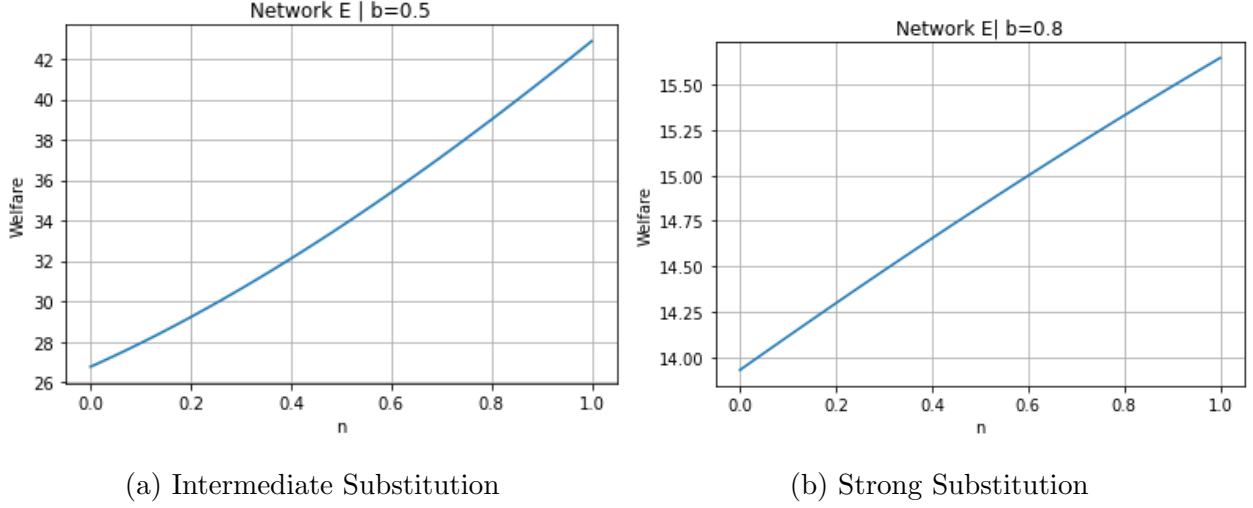 Network E | b=0.5
42
40
38
36
34
32
30
28
26
Welfare
0.0 0.2 0.4 0.6 0.8 1.0
n
(a) Intermediate Substitution
Network E| b=0.8
15.50
15.25
15.00
14.75
14.50
14.25
14.00
Welfare
0.0 0.2 0.4 0.6 0.8 1.0
n
(b) Strong Substitution